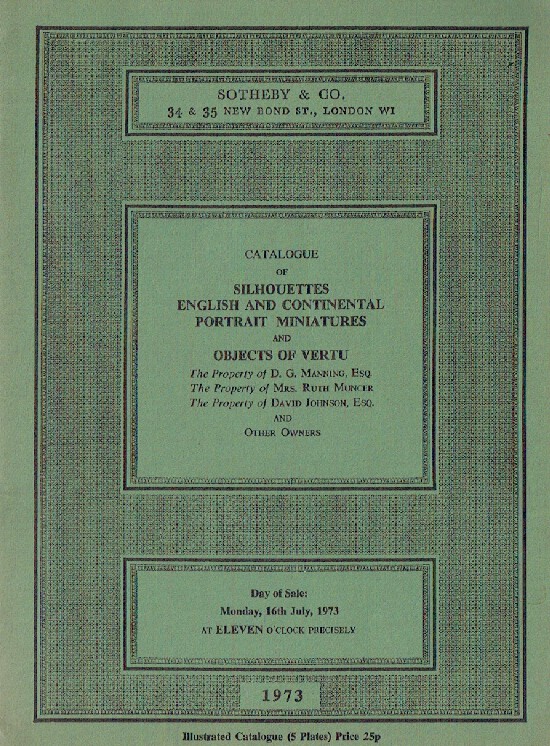 SOTHEBY & CO.
34 & 35 NEW BOND ST., LONDON W1
CATALOGUE
OF
SILHOUETTES
ENGLISH AND CONTINENTAL
PORTRAIT MINIATURES
AND
OBJECTS OF VERTU
The Property of D. G. MANNING, ESQ.
The Property of MRS. RUTH MUNCER
The Property of DAVID JOHNSON, ESQ.
AND
OTHER OWNERS
Day of Sale:
Monday, 16th July, 1973
AT ELEVEN O'CLOCK PRECISELY
1973
Illustrated Catalogue (5 Plates) Price 25p